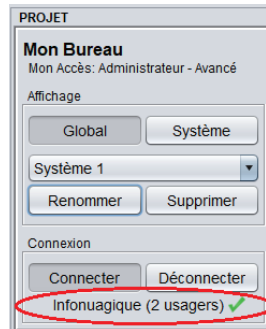 PROJET
Mon Bureau
Mon Accès: Administrateur - Avancé
Affichage
Global Système
Système 1
Renommer Supprimer
Connexion
Connecter Déconnecter
Infonuagique (2 usagers)